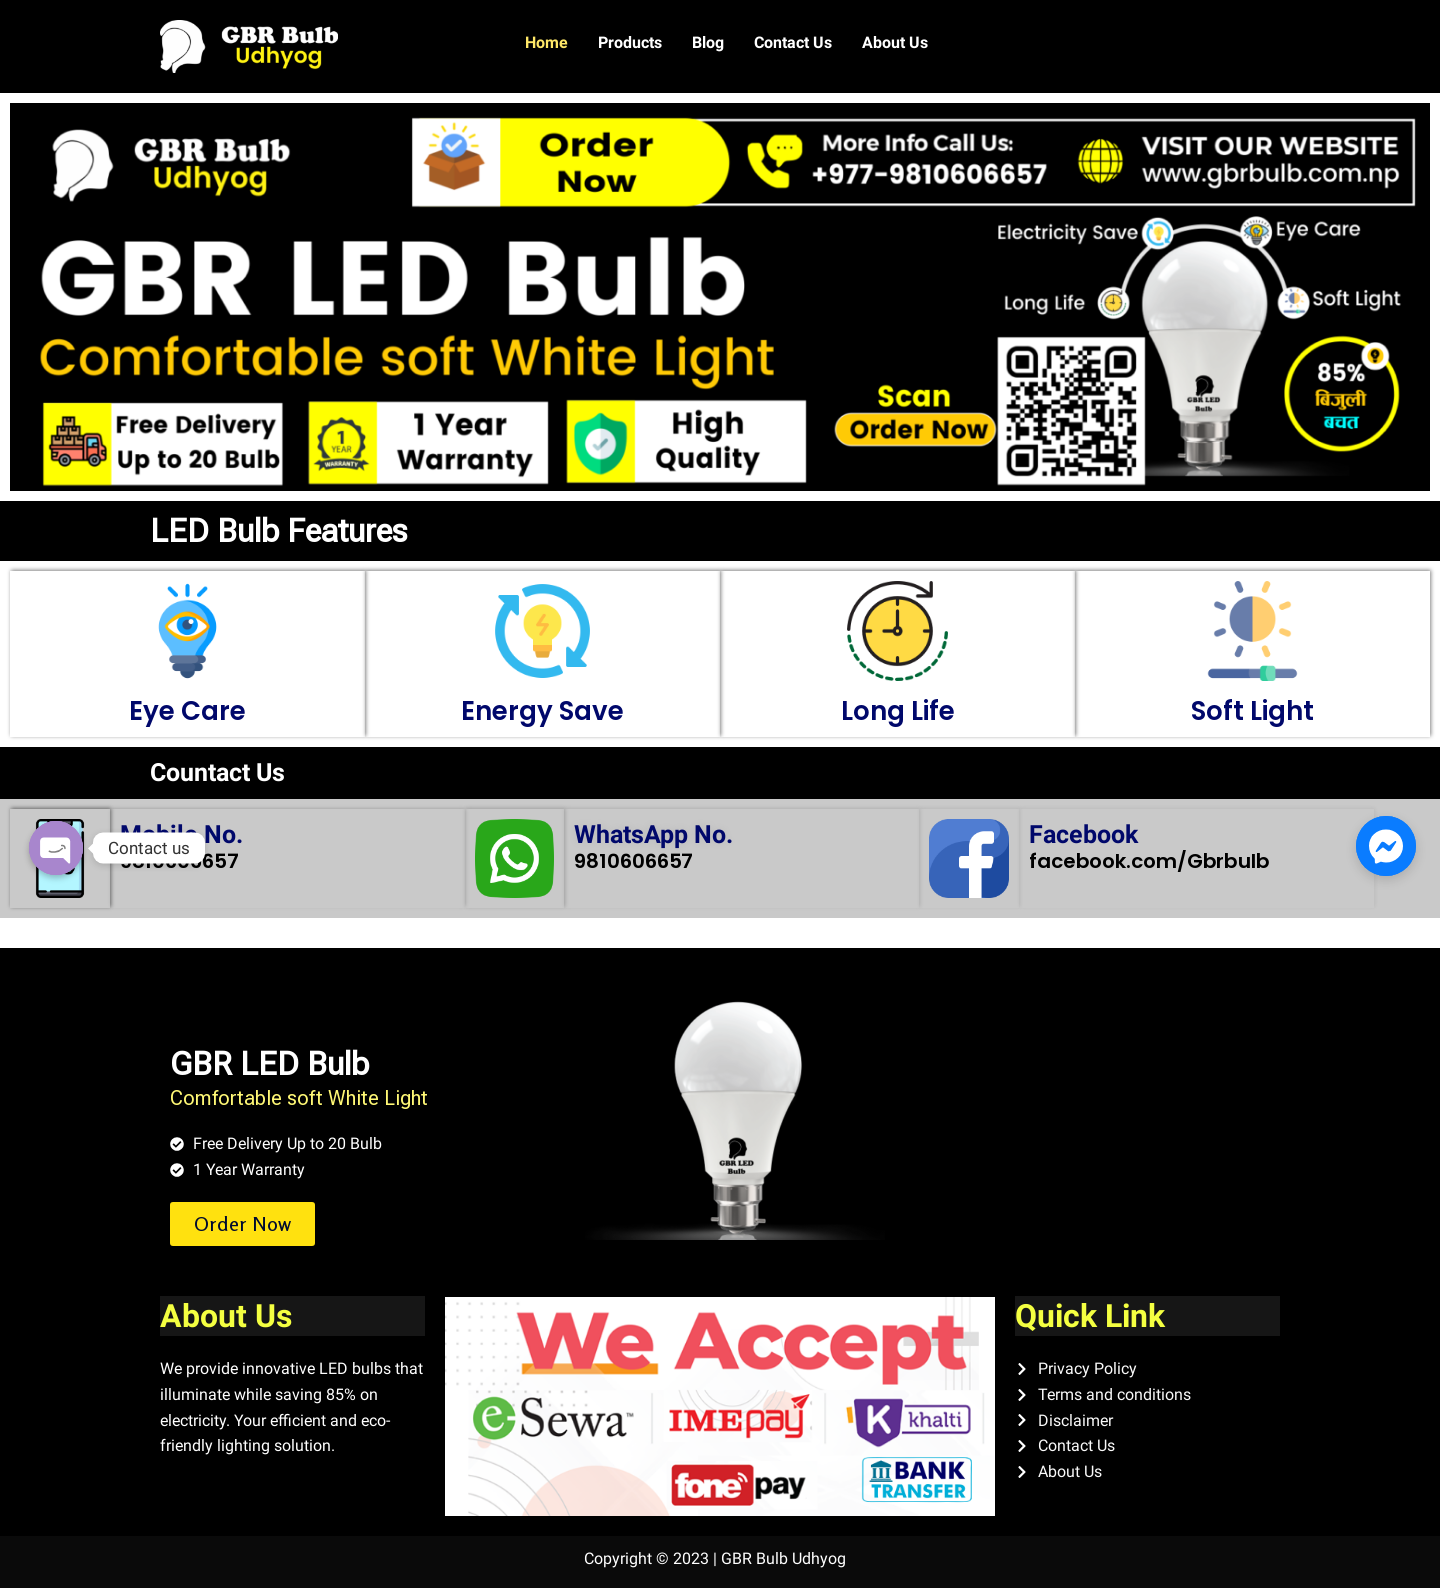 GBR Bulb
Udhyog
Home Products Blog Contact Us About Us
GBR Bulb
Udhyog
Order
Now
More Info Call Us:
+977-9810606657
VISIT OUR WEBSITE
www.gbrbulb.com.np
GBR LED Bulb
Comfortable soft White Light
Electricity Save
Eye Care
Long Life
Soft Light
GBR LED
Bulb
85%
बिजुली
बचत
Free Delivery
Up to 20 Bulb
1
YEAR
WARRANTY
1 Year
Warranty
High
Quality
Scan
Order Now
LED Bulb Features
Eye Care
Energy Save
Long Life
Soft Light
Countact Us
Mobile No.
9810606657
Contact us
WhatsApp No.
9810606657
Facebook
facebook.com/Gbrbulb
GBR LED Bulb
Comfortable soft White Light
Free Delivery Up to 20 Bulb
1 Year Warranty
Order Now
GBR LED
Bulb
About Us
We provide innovative LED bulbs that
illuminate while saving 85% on
electricity. Your efficient and eco-
friendly lighting solution.
We Accept
e-Sewa™
IMEpay
K khalti
fonepay
BANK
TRANSFER
Quick Link
Privacy Policy
Terms and conditions
Disclaimer
Contact Us
About Us
Copyright © 2023 | GBR Bulb Udhyog